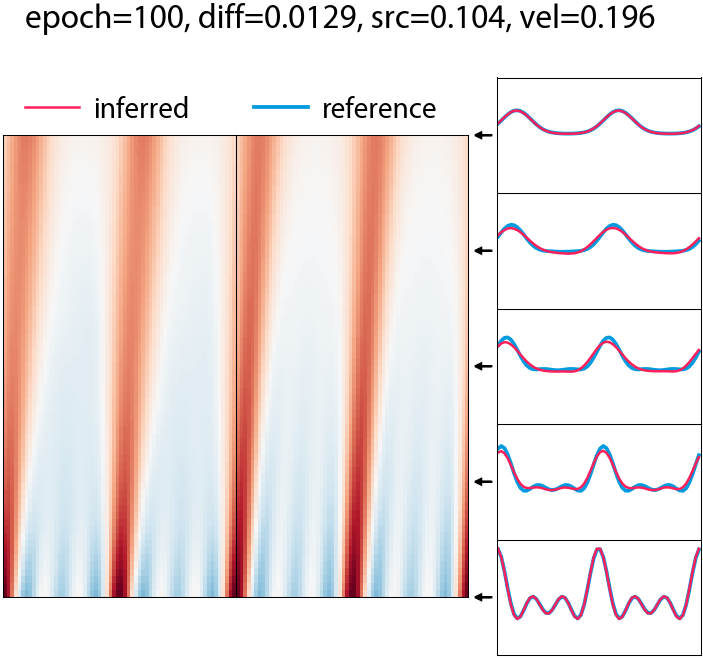 epoch=100, diff=0.0129, src=0.104, vel=0.196
inferred
reference